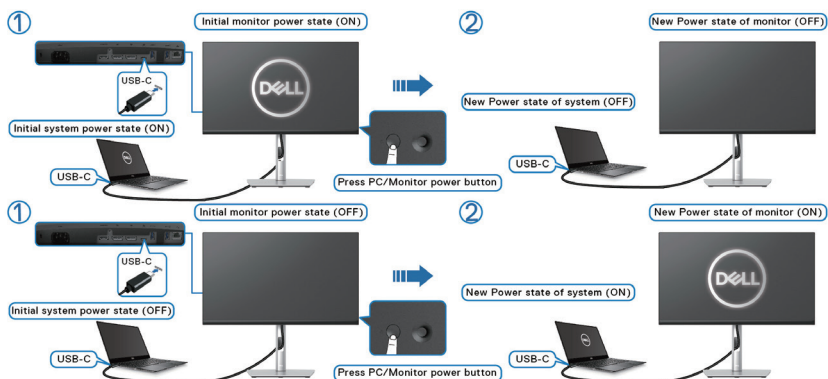 1
Initial monitor power state (ON)
2
New Power state of monitor (OFF)
USB-C
DELL
New Power state of system (OFF)
Initial system power state (ON)
DELL
USB-C
USB-C
Press PC/Monitor power button
1
Initial monitor power state (OFF)
2
New Power state of monitor (ON)
USB-C
DELL
New Power state of system (ON)
Initial system power state (OFF)
DELL
USB-C
USB-C
Press PC/Monitor power button